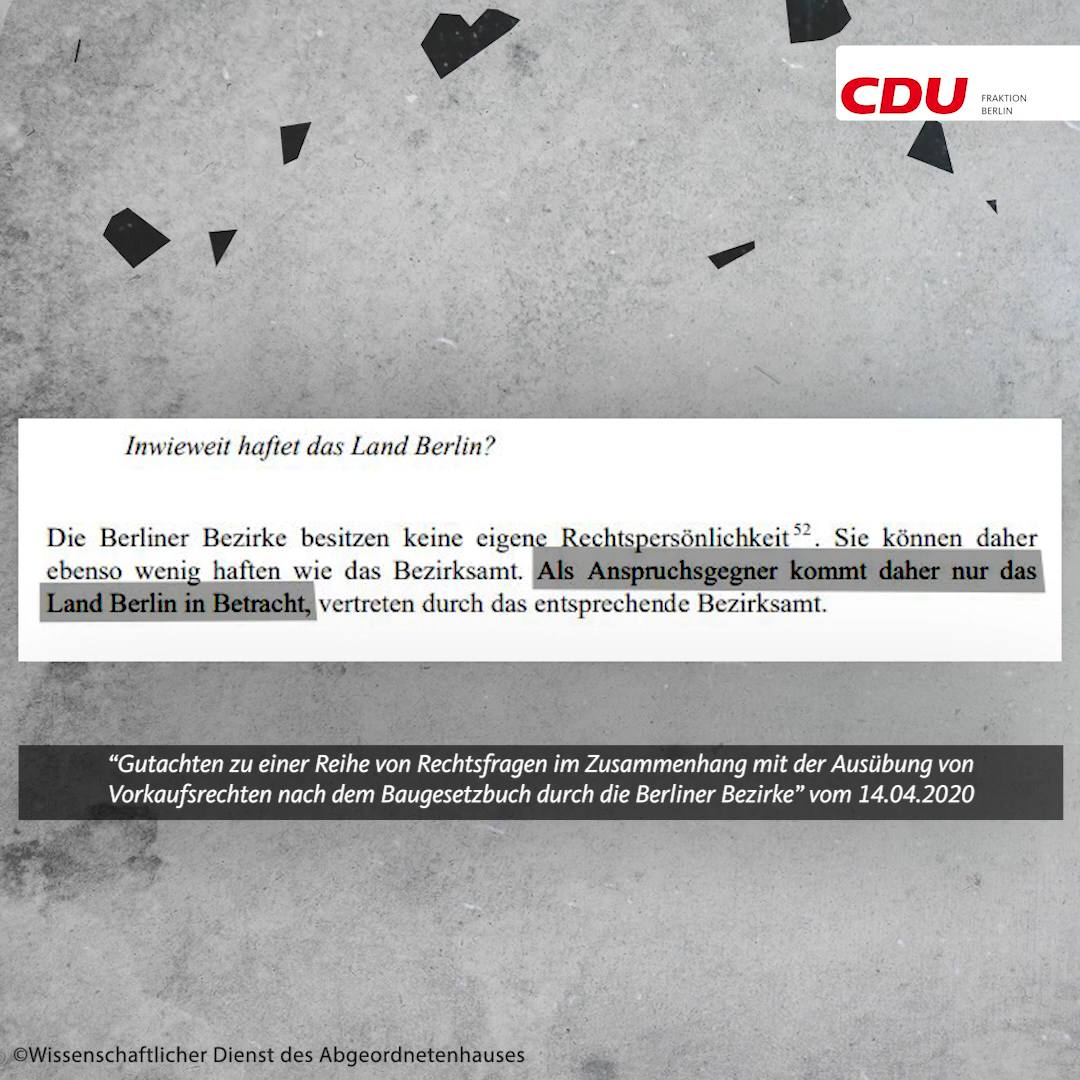 CDU FRAKTION
BERLIN
Inwieweit haftet das Land Berlin?
Die Berliner Bezirke besitzen keine eigene Rechtspersönlichkeit52. Sie können daher
ebenso wenig haften wie das Bezirksamt. Als Anspruchsgegner kommt daher nur das
Land Berlin in Betracht, vertreten durch das entsprechende Bezirksamt.
“Gutachten zu einer Reihe von Rechtsfragen im Zusammenhang mit der Ausübung von
Vorkaufsrechten nach dem Baugesetzbuch durch die Berliner Bezirke” vom 14.04.2020
©Wissenschaftlicher Dienst des Abgeordnetenhauses